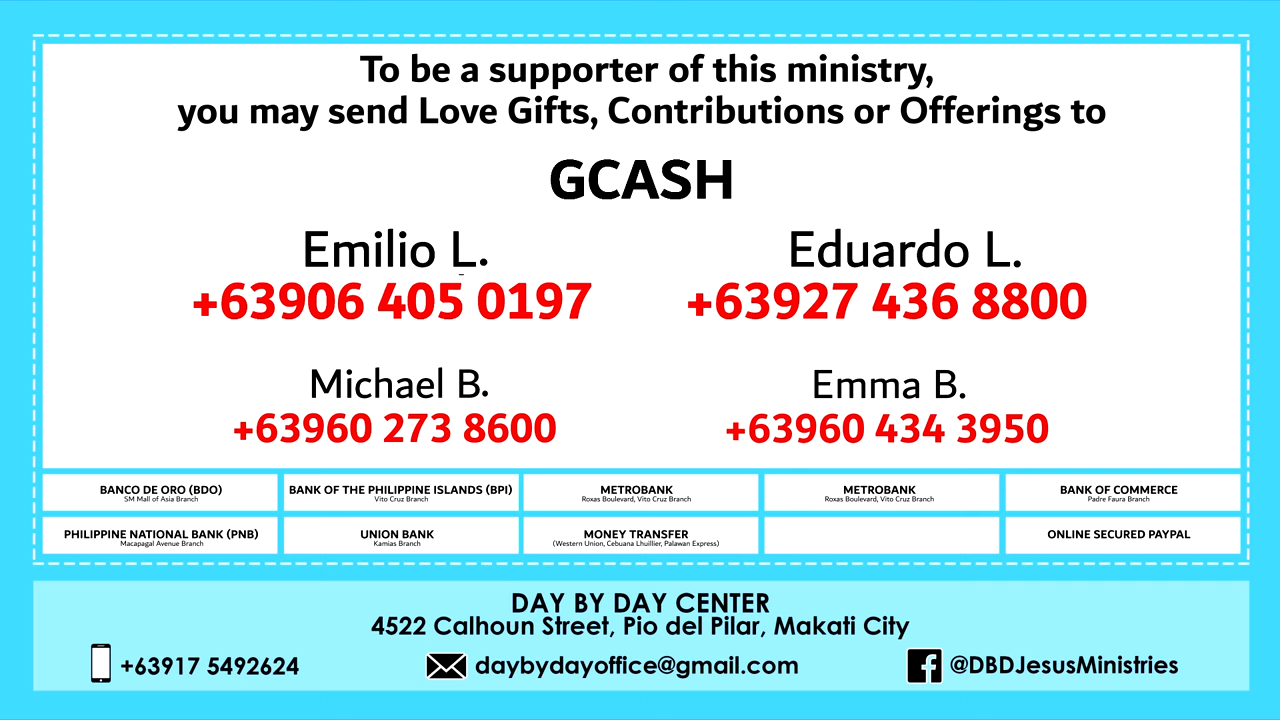 To be a supporter of this ministry,
you may send Love Gifts, Contributions or Offerings to
GCASH
Emilio L.
+63906 405 0197
Eduardo L.
+63927 436 8800
Michael B.
+63960 273 8600
Emma B.
+63960 434 3950
BANCO DE ORO (BDO)
SM Mall of Asia Branch
BANK OF THE PHILIPPINE ISLANDS (BPI)
Vito Cruz Branch
METROBANK
Roxas Boulevard, Vito Cruz Branch
METROBANK
Roxas Boulevard, Vito Cruz Branch
BANK OF COMMERCE
Padre Faura Branch
PHILIPPINE NATIONAL BANK (PNB)
Macapagal Avenue Branch
UNION BANK
Kamias Branch
MONEY TRANSFER
(Western Union, Cebuana Lhuillier, Palawan Express)
ONLINE SECURED PAYPAL
DAY BY DAY CENTER
4522 Calhoun Street, Pio del Pilar, Makati City
+63917 5492624
daybydayoffice@gmail.com
@DBDJesusMinistries